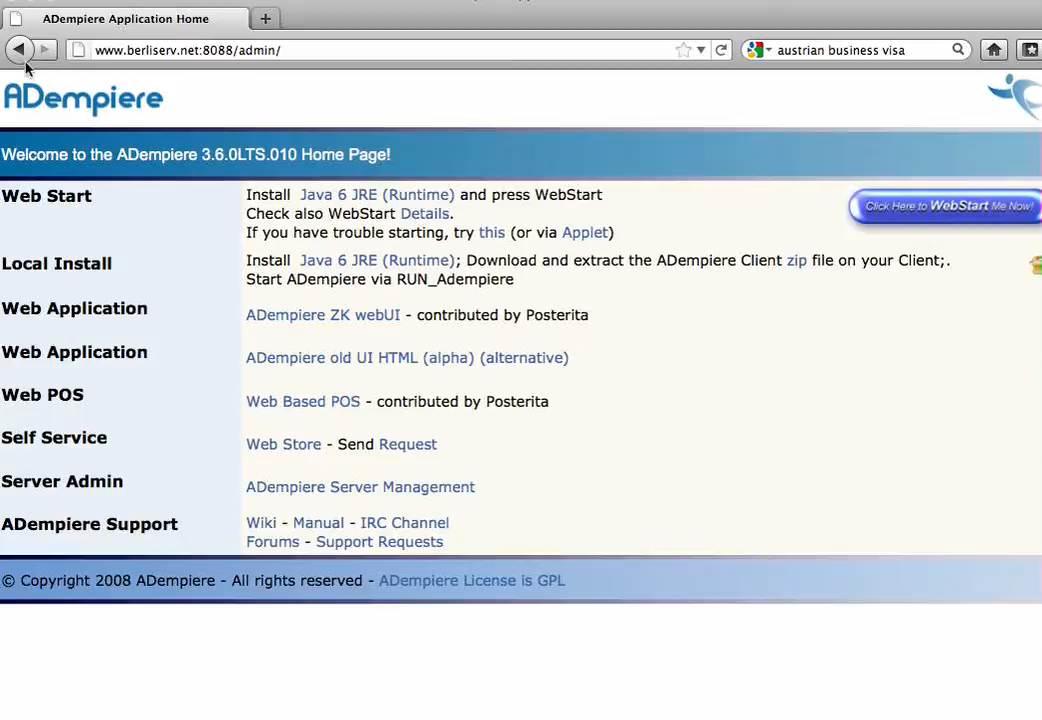 ADempiere Application Home
www.berliserv.net:8088/admin/
austrian business visa
ADempiere
Welcome to the ADempiere 3.6.0LTS.010 Home Page!
Web Start
Install Java 6 JRE (Runtime) and press WebStart
Check also WebStart Details.
If you have trouble starting, try this (or via Applet)
Click Here to WebStart Me Now!
Local Install
Install Java 6 JRE (Runtime); Download and extract the ADempiere Client zip file on your Client;.
Start ADempiere via RUN_Adempiere
Web Application
ADempiere ZK webUI - contributed by Posterita
Web Application
ADempiere old UI HTML (alpha) (alternative)
Web POS
Web Based POS - contributed by Posterita
Self Service
Web Store - Send Request
Server Admin
ADempiere Server Management
ADempiere Support
Wiki - Manual - IRC Channel
Forums - Support Requests
© Copyright 2008 ADempiere - All rights reserved - ADempiere License is GPL